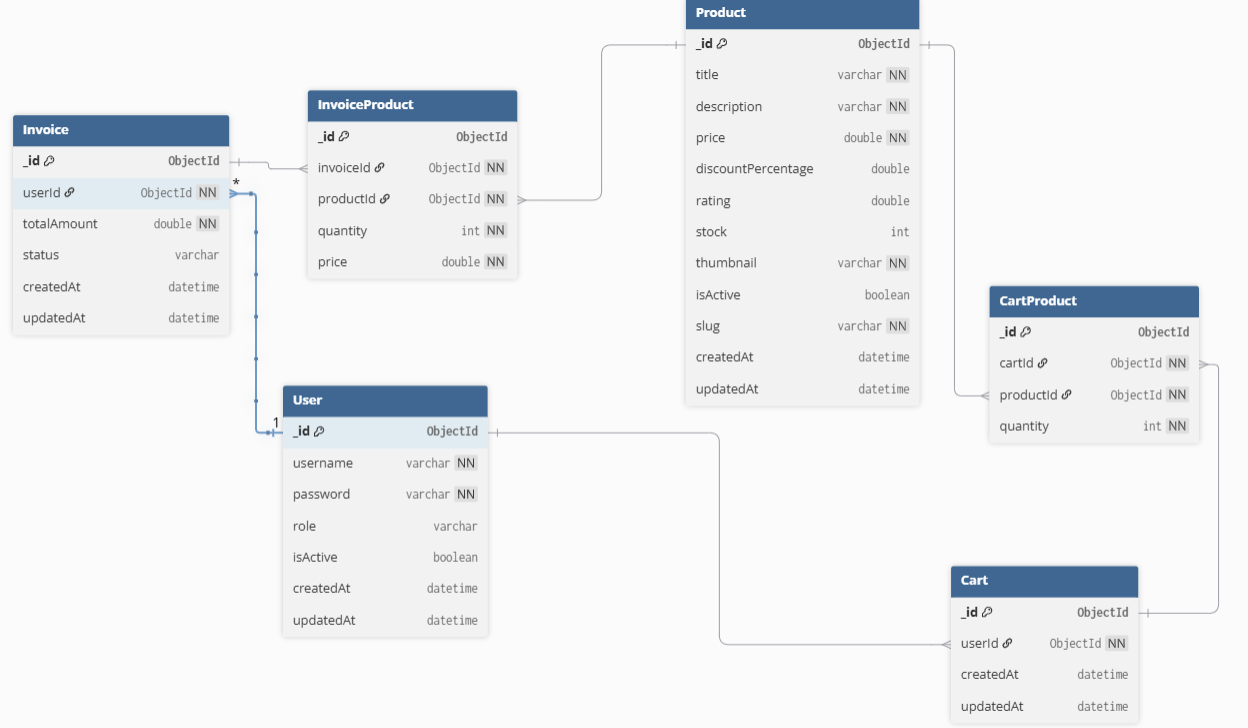 Product
_id ObjectId
title varchar NN
description varchar NN
price double NN
discountPercentage double
rating double
stock int
thumbnail varchar NN
isActive boolean
slug varchar NN
createdAt datetime
updatedAt datetime
InvoiceProduct
_id ObjectId
invoiceId ObjectId NN
productId ObjectId NN
quantity int NN
price double NN
Invoice
_id ObjectId
userId ObjectId NN
totalAmount double NN
status varchar
createdAt datetime
updatedAt datetime
*
1
User
_id ObjectId
username varchar NN
password varchar NN
role varchar
isActive boolean
createdAt datetime
updatedAt datetime
CartProduct
_id ObjectId
cartId ObjectId NN
productId ObjectId NN
quantity int NN
Cart
_id ObjectId
userId ObjectId NN
createdAt datetime
updatedAt datetime